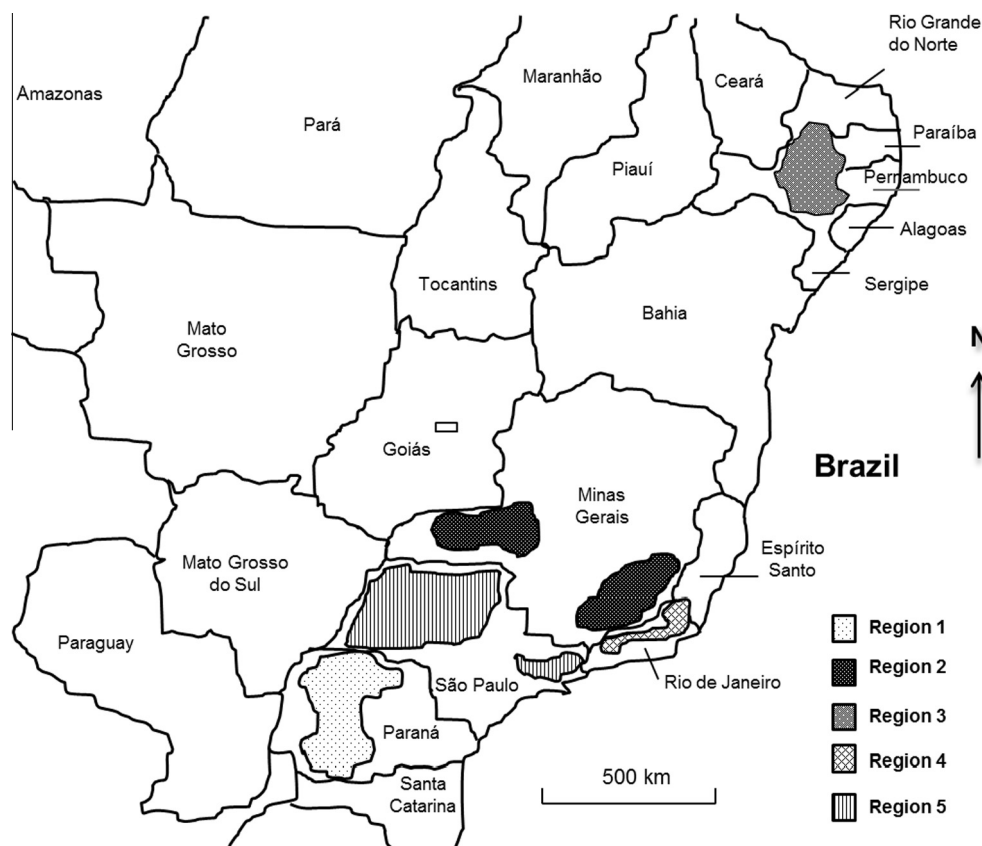 Rio Grande
do Norte
Maranhão
Ceará
Amazonas
Pará
Paraíba
Piauí
Pernambuco
Alagoas
Tocantins
Sergipe
Bahia
Mato
Grosso
N
Goiás
Brazil
Minas
Gerais
Espírito
Santo
Mato Grosso
do Sul
Paraguay
Region 1
Region 2
São Paulo
Rio de Janeiro
Region 3
Paraná
Region 4
500 km
Santa
Catarina
Region 5